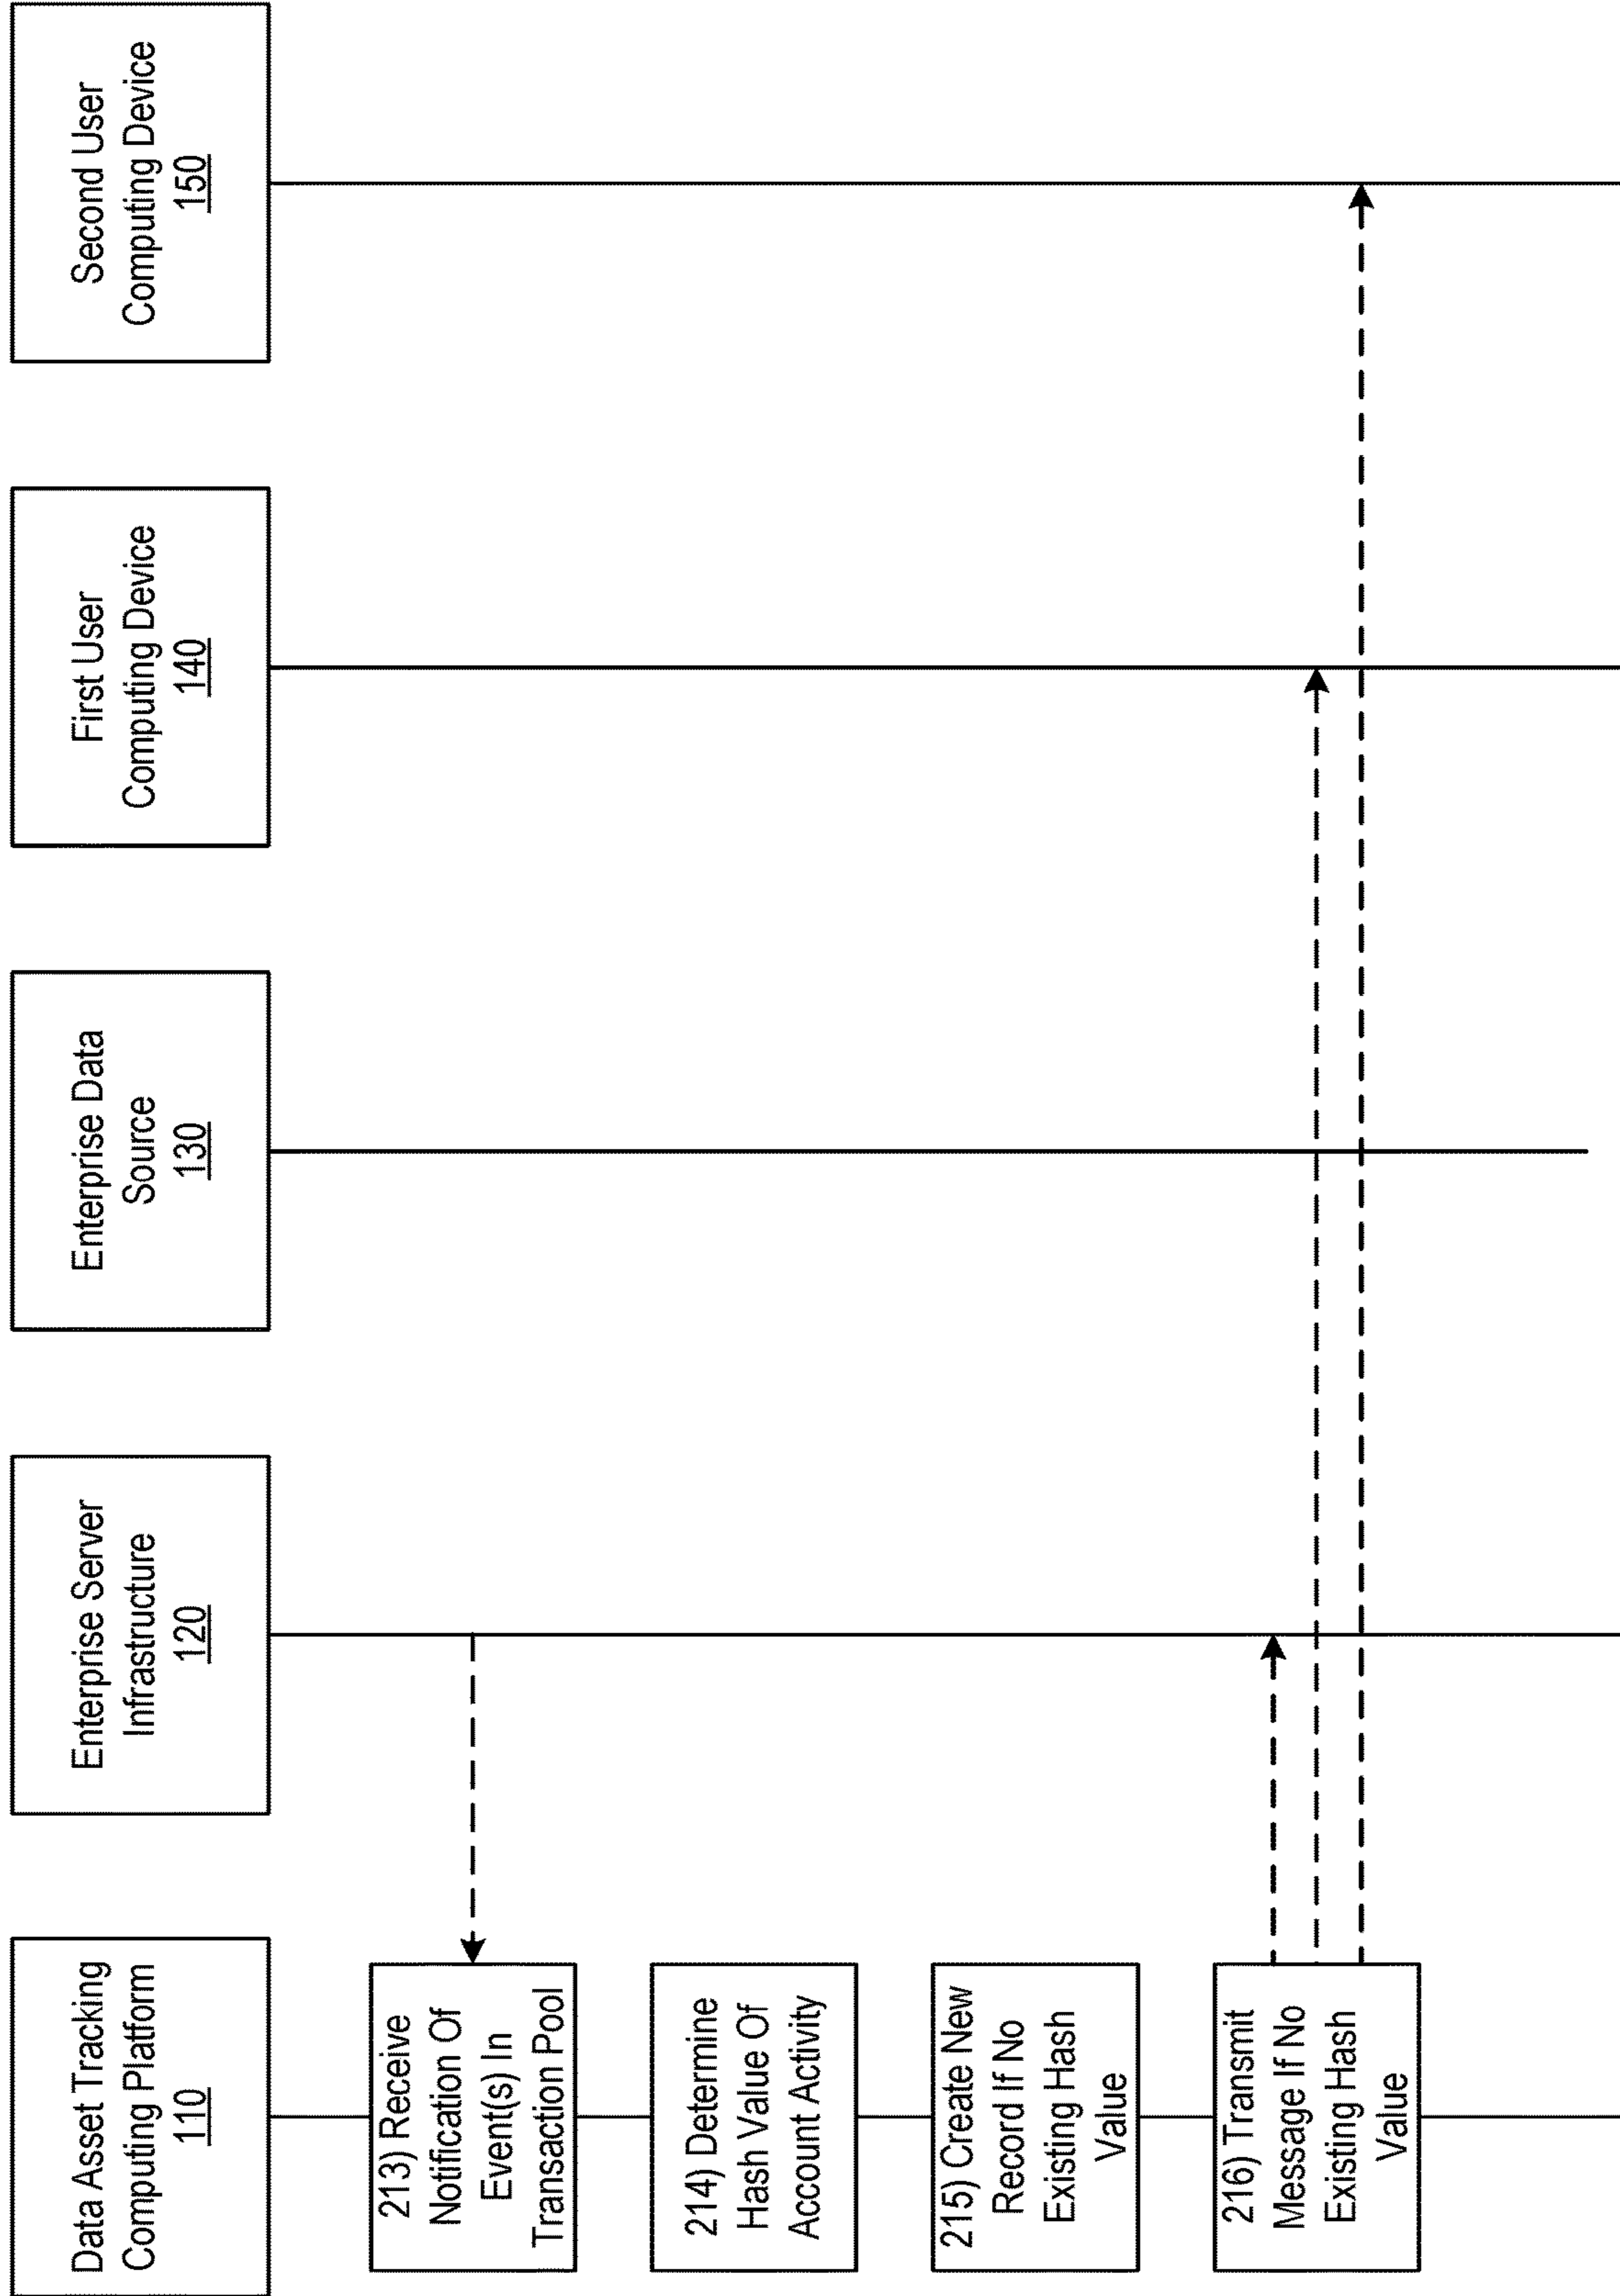 Data Asset Tracking
Computing Platform
110
Enterprise Server
Infrastructure
120
Enterprise Data
Source
130
First User
Computing Device
140
Second User
Computing Device
150
213) Receive
Notification Of
Event(s) In
Transaction Pool
214) Determine
Hash Value Of
Account Activity
215) Create New
Record If No
Existing Hash
Value
216) Transmit
Message If No
Existing Hash
Value